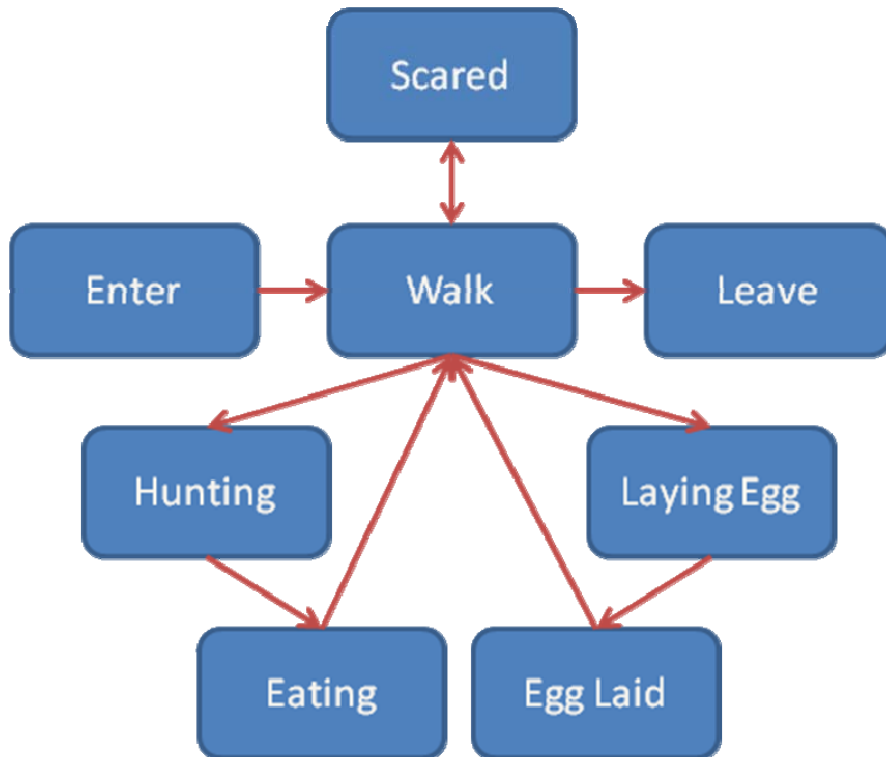 Scared
Enter
Walk
Leave
Hunting
Laying Egg
Eating
Egg Laid